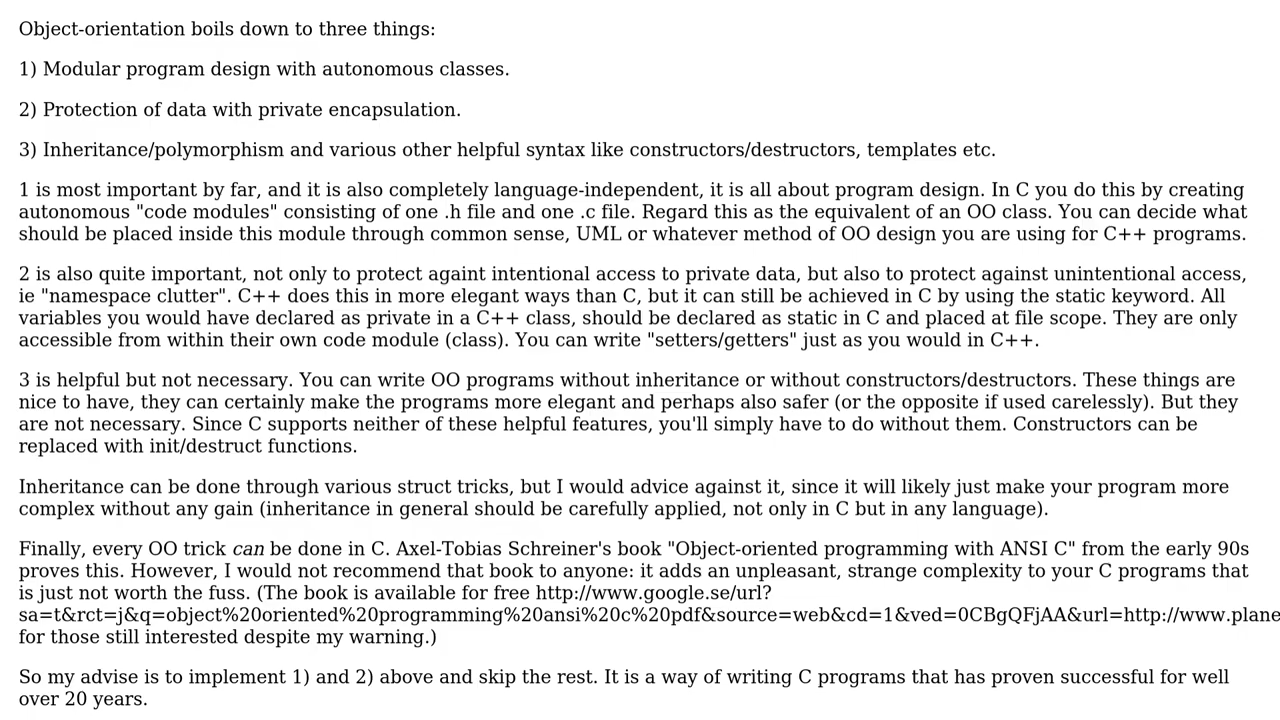 Object-orientation boils down to three things:
1) Modular program design with autonomous classes.
2) Protection of data with private encapsulation.
3) Inheritance/polymorphism and various other helpful syntax like constructors/destructors, templates etc.
1 is most important by far, and it is also completely language-independent, it is all about program design. In C you do this by creating
autonomous "code modules" consisting of one .h file and one .c file. Regard this as the equivalent of an OO class. You can decide what
should be placed inside this module through common sense, UML or whatever method of OO design you are using for C++ programs.
2 is also quite important, not only to protect againt intentional access to private data, but also to protect against unintentional access,
ie "namespace clutter". C++ does this in more elegant ways than C, but it can still be achieved in C by using the static keyword. All
variables you would have declared as private in a C++ class, should be declared as static in C and placed at file scope. They are only
accessible from within their own code module (class). You can write "setters/getters" just as you would in C++.
3 is helpful but not necessary. You can write OO programs without inheritance or without constructors/destructors. These things are
nice to have, they can certainly make the programs more elegant and perhaps also safer (or the opposite if used carelessly). But they
are not necessary. Since C supports neither of these helpful features, you'll simply have to do without them. Constructors can be
replaced with init/destruct functions.
Inheritance can be done through various struct tricks, but I would advice against it, since it will likely just make your program more
complex without any gain (inheritance in general should be carefully applied, not only in C but in any language).
Finally, every OO trick can be done in C. Axel-Tobias Schreiner's book "Object-oriented programming with ANSI C" from the early 90s
proves this. However, I would not recommend that book to anyone: it adds an unpleasant, strange complexity to your C programs that
is just not worth the fuss. (The book is available for free http://www.google.se/url?
sa=t&rct=j&q=object%20oriented%20programming%20ansi%20c%20pdf&source=web&cd=1&ved=0CBgQFjAA&url=http://www.plane
for those still interested despite my warning.)
So my advise is to implement 1) and 2) above and skip the rest. It is a way of writing C programs that has proven successful for well
over 20 years.